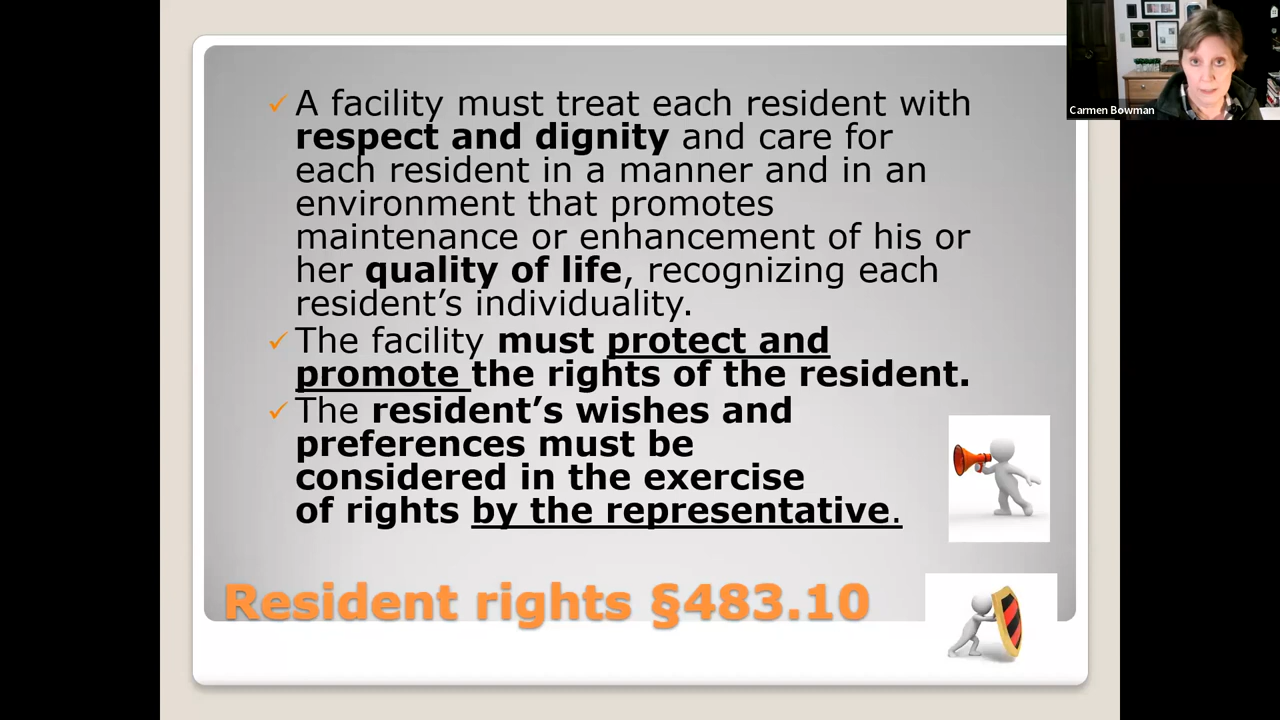 ✓ A facility must treat each resident with
respect and dignity and care for
each resident in a manner and in an
environment that promotes
maintenance or enhancement of his or
her quality of life, recognizing each
resident’s individuality.
✓ The facility must protect and
promote the rights of the resident.
✓ The resident’s wishes and
preferences must be
considered in the exercise
of rights by the representative.
Resident rights §483.10
Carmen Bowman